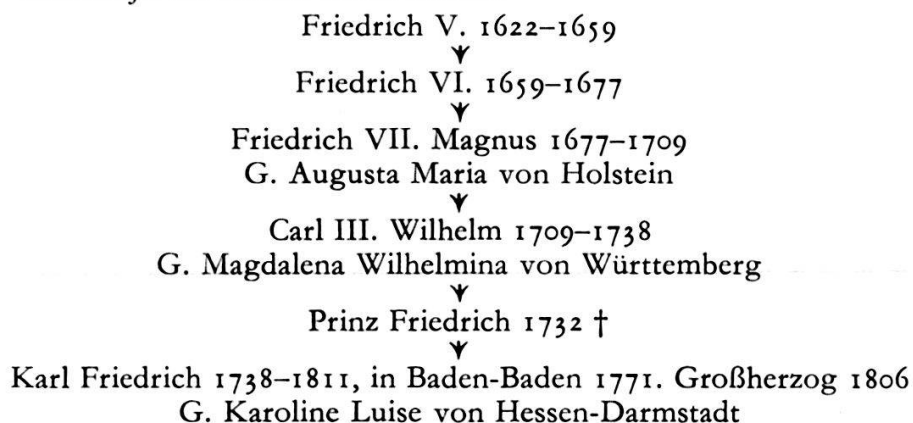 Friedrich V. 1622–1659
Friedrich VI. 1659–1677
Friedrich VII. Magnus 1677–1709
G. Augusta Maria von Holstein
Carl III. Wilhelm 1709–1738
G. Magdalena Wilhelmina von Württemberg
Prinz Friedrich 1732 †
Karl Friedrich 1738–1811, in Baden-Baden 1771. Großherzog 1806
G. Karoline Luise von Hessen-Darmstadt